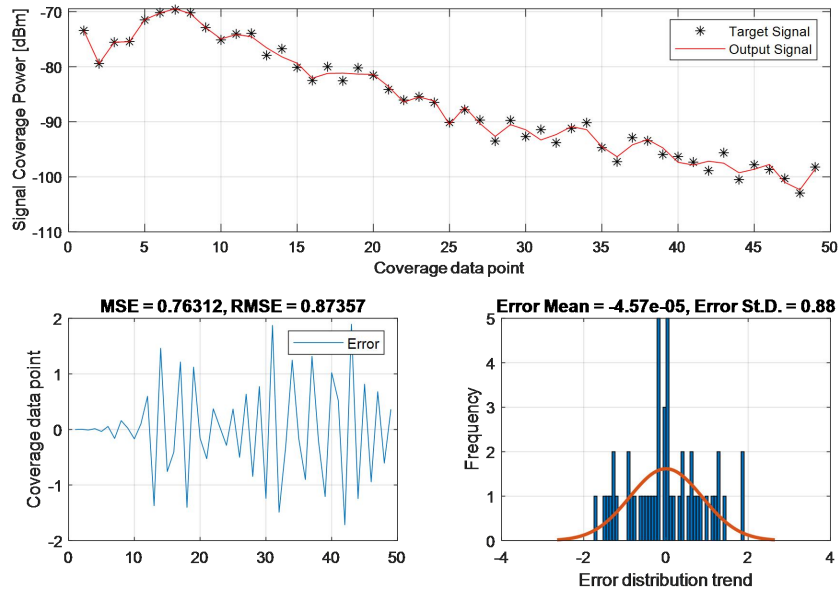 Signal Coverage Power [dBm]
-70
-80
-90
-100
-110
0 5 10 15 20 25 30 35 40 45 50
Coverage data point
Target Signal
Output Signal
MSE = 0.76312, RMSE = 0.87357
Coverage data point
2
1
0
-1
-2
0 10 20 30 40 50
Error
Error Mean = -4.57e-05, Error St.D. = 0.88
Frequency
5
4
3
2
1
0
-4 -2 0 2 4
Error distribution trend